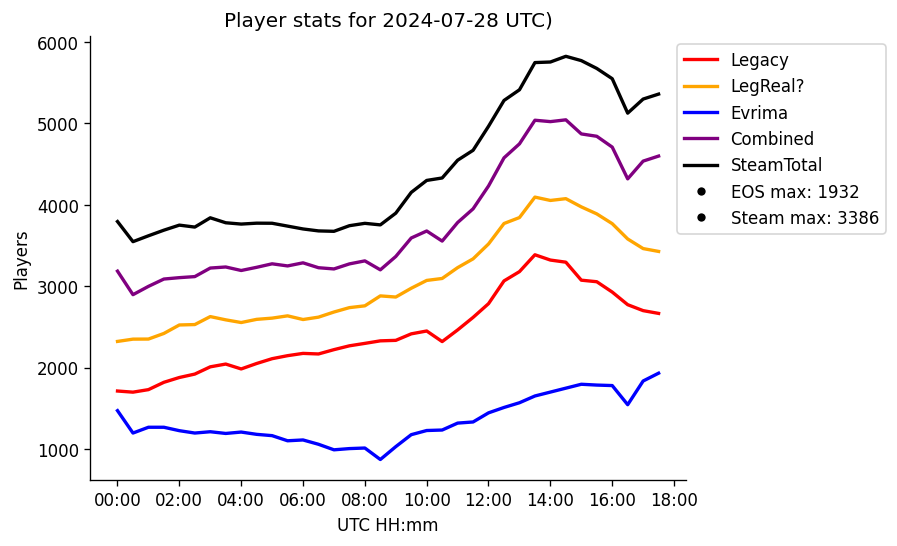 Player stats for 2024-07-28 UTC)
6000
5000
4000
3000
2000
1000
Players
00:00 02:00 04:00 06:00 08:00 10:00 12:00 14:00 16:00 18:00
UTC HH:mm
Legacy
LegReal?
Evrima
Combined
SteamTotal
EOS max: 1932
Steam max: 3386